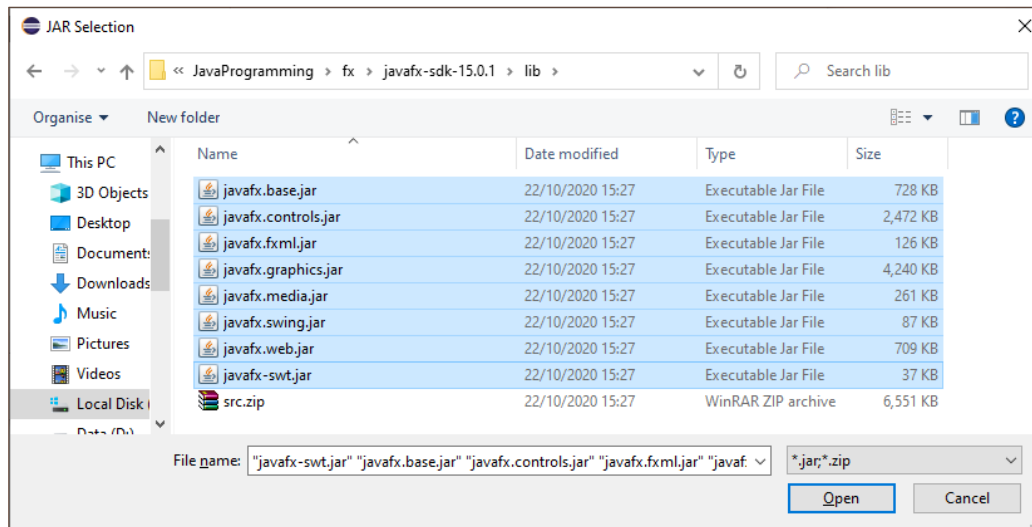 JAR Selection
« JavaProgramming > fx > javafx-sdk-15.0.1 > lib >
Search lib
Organise
New folder
Name Date modified Type Size
This PC
3D Objects
Desktop
Documents
Downloads
Music
Pictures
Videos
Local Disk (
Data (D:)
javafx.base.jar 22/10/2020 15:27 Executable Jar File 728 KB
javafx.controls.jar 22/10/2020 15:27 Executable Jar File 2,472 KB
javafx.fxml.jar 22/10/2020 15:27 Executable Jar File 126 KB
javafx.graphics.jar 22/10/2020 15:27 Executable Jar File 4,240 KB
javafx.media.jar 22/10/2020 15:27 Executable Jar File 261 KB
javafx.swing.jar 22/10/2020 15:27 Executable Jar File 87 KB
javafx.web.jar 22/10/2020 15:27 Executable Jar File 709 KB
javafx-swt.jar 22/10/2020 15:27 Executable Jar File 37 KB
src.zip 22/10/2020 15:27 WinRAR ZIP archive 6,551 KB
File name: "javafx-swt.jar" "javafx.base.jar" "javafx.controls.jar" "javafx.fxml.jar" "javaf:
*.jar;*.zip
Open
Cancel